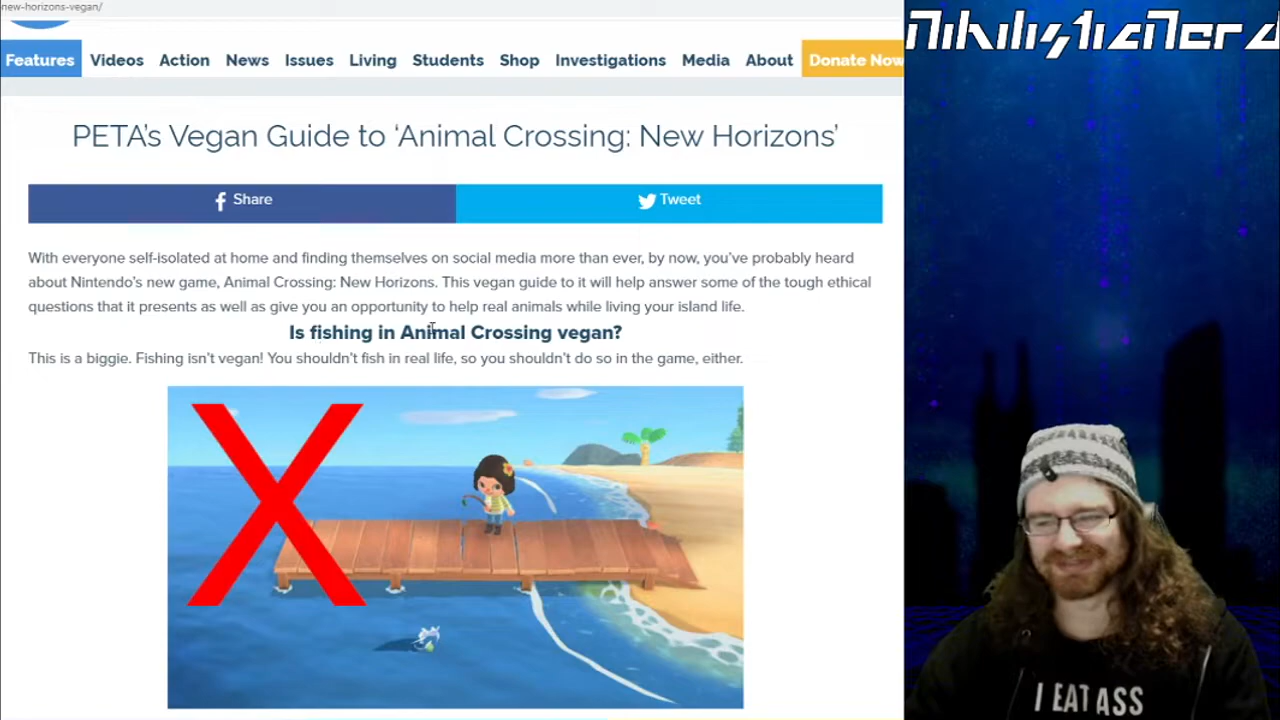 new-horizons-vegan/
NihilisticNerd
Features Videos Action News Issues Living Students Shop Investigations Media About Donate Now
PETA's Vegan Guide to 'Animal Crossing: New Horizons'
Share Tweet
With everyone self-isolated at home and finding themselves on social media more than ever, by now, you've probably heard
about Nintendo's new game, Animal Crossing: New Horizons. This vegan guide to it will help answer some of the tough ethical
questions that it presents as well as give you an opportunity to help real animals while living your island life.
Is fishing in Animal Crossing vegan?
This is a biggie. Fishing isn't vegan! You shouldn't fish in real life, so you shouldn't do so in the game, either.
X
I EAT ASS